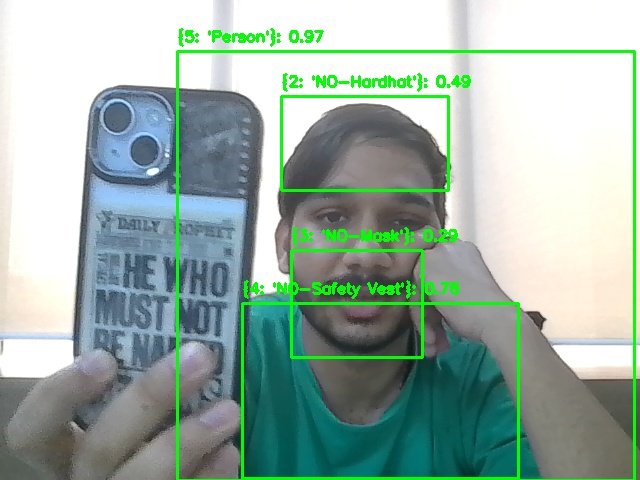 {5: 'Person'}: 0.97
{2: 'NO-Hardhat'}: 0.49
DAILY PROPHET
{3: 'NO-Mask'}: 0.29
HE WHO
{4: 'NO-Safety Vest'}: 0.76
MUST NOT
BE NAMED